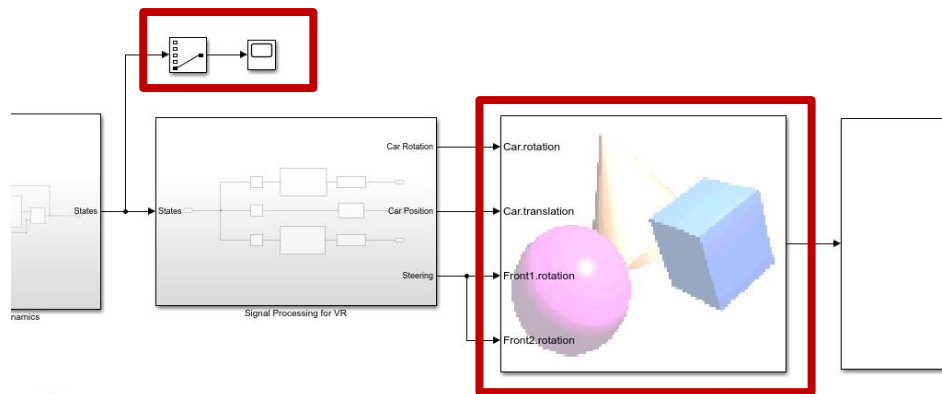 States
namics
States
Car Rotation
Car Position
Steering
Signal Processing for VR
Car.rotation
Car.translation
Front1.rotation
Front2.rotation